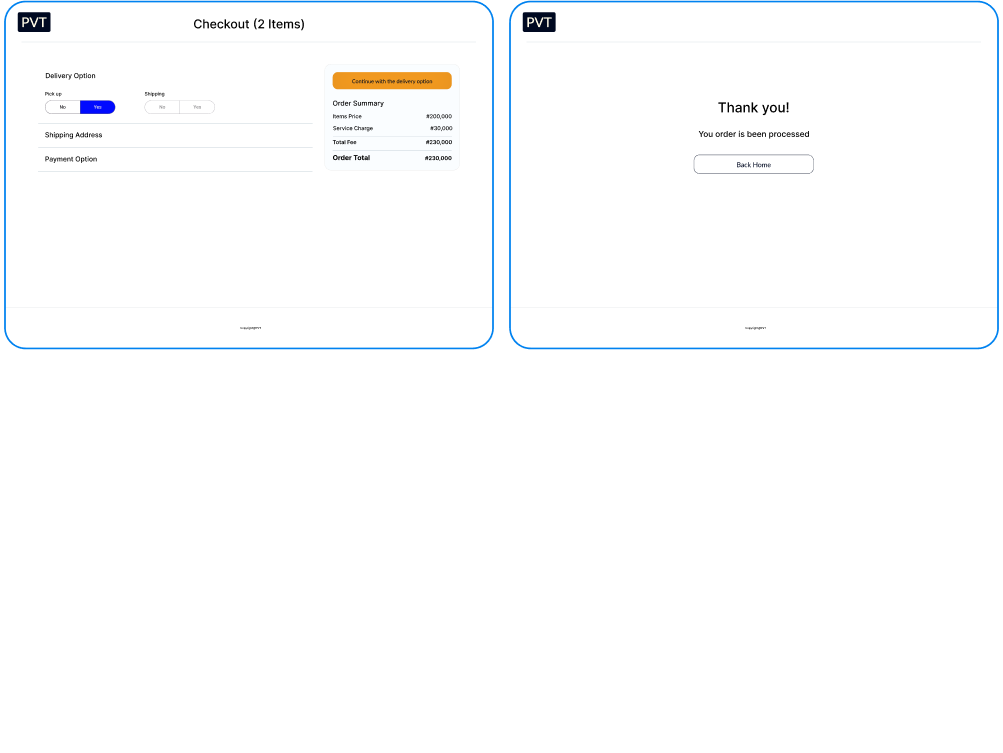 PVT
Checkout (2 Items)
Delivery Option
Pick up
Shipping
No Yes
No Yes
Shipping Address
Payment Option
Continue with the delivery option
Order Summary
Items Price ₦200,000
Service Charge ₦30,000
Total Fee ₦230,000
Order Total ₦230,000
Copyright@PVT
PVT
Thank you!
You order is been processed
Back Home
Copyright@PVT